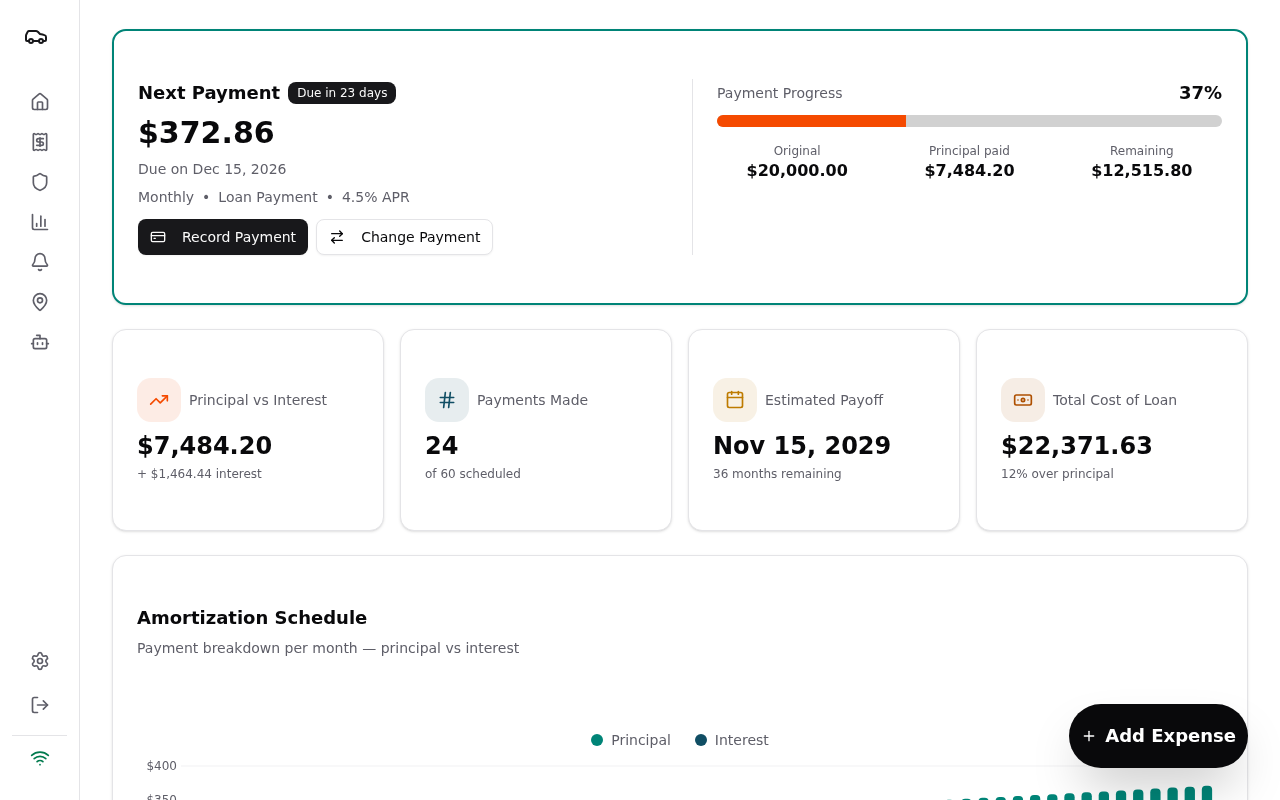 Next Payment Due in 23 days
$372.86
Due on Dec 15, 2026
Monthly • Loan Payment • 4.5% APR
Record Payment Change Payment
Payment Progress 37%
Original Principal paid Remaining
$20,000.00 $7,484.20 $12,515.80
Principal vs Interest
$7,484.20
+ $1,464.44 interest
Payments Made
24
of 60 scheduled
Estimated Payoff
Nov 15, 2029
36 months remaining
Total Cost of Loan
$22,371.63
12% over principal
Amortization Schedule
Payment breakdown per month — principal vs interest
Principal Interest
$400
$350
+ Add Expense